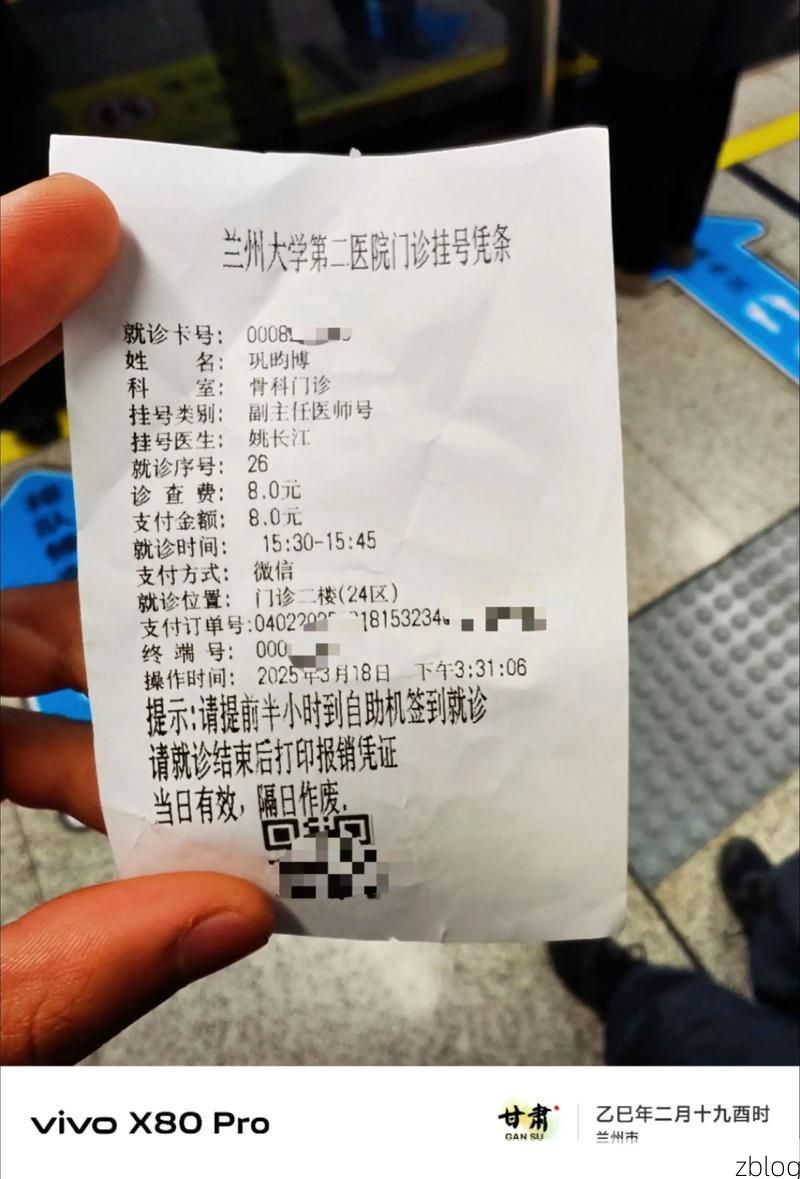 兰州大学第二医院门诊挂号凭条
就诊卡号: 0008
姓 名: 巩昀博
科 室: 骨科门诊
挂号类别: 副主任医师号
挂号医生: 姚长江
就诊序号: 26
诊 查 费: 8.0元
支付金额: 8.0元
就诊时间: 15:30-15:45
支付方式: 微信
就诊位置: 门诊二楼(24区)
支付订单号:
终 端 号: 000
操作时间: 2025年3月18日 下午3:31:06
提示:请提前半小时到自助机签到就诊
请就诊结束后打印报销凭证
当日有效，隔日作废.
vivo X80 Pro
甘肃
GAN SU
乙巳年二月十九酉时
兰州市
zblog